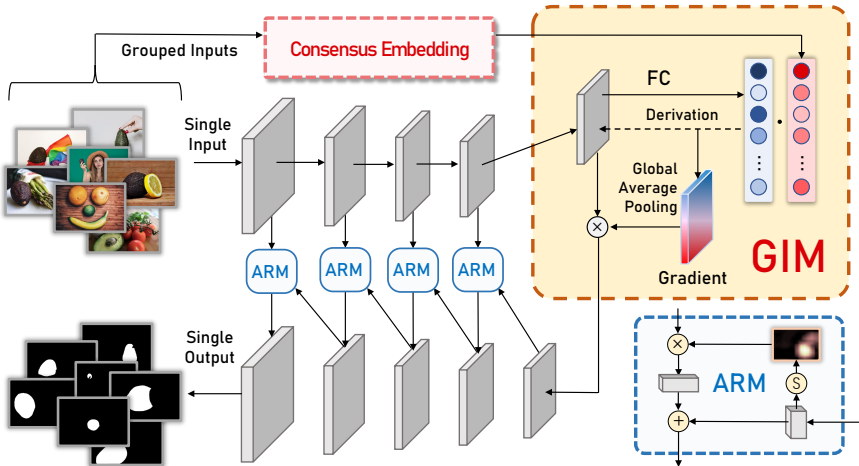 Grouped Inputs
Consensus Embedding
FC
Derivation
Single
Input
Global
Average
Pooling
Gradient
GIM
ARM
ARM
ARM
ARM
Single
Output
ARM
S